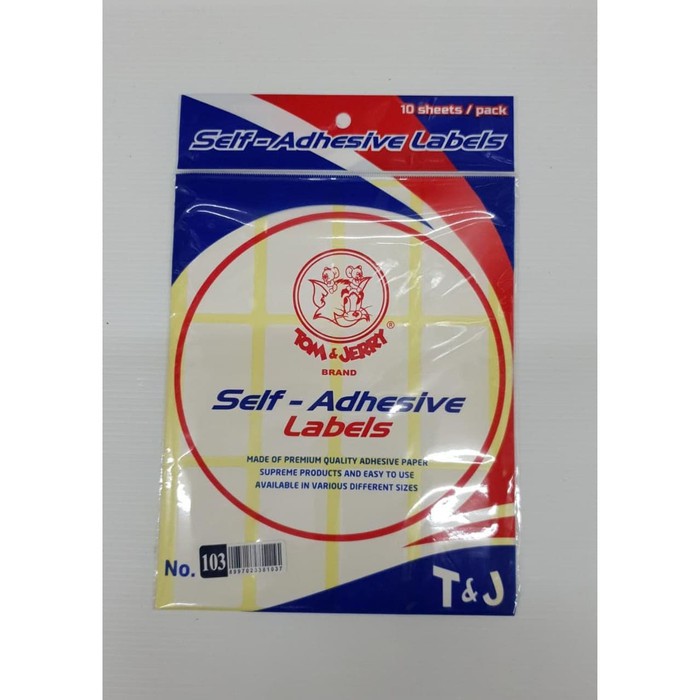 10 sheets / pack
Self-Adhesive Labels
TOM & JERRY ®
BRAND
Self - Adhesive
Labels
MADE OF PREMIUM QUALITY ADHESIVE PAPER
SUPREME PRODUCTS AND EASY TO USE
AVAILABLE IN VARIOUS DIFFERENT SIZES
No. 103
T&J